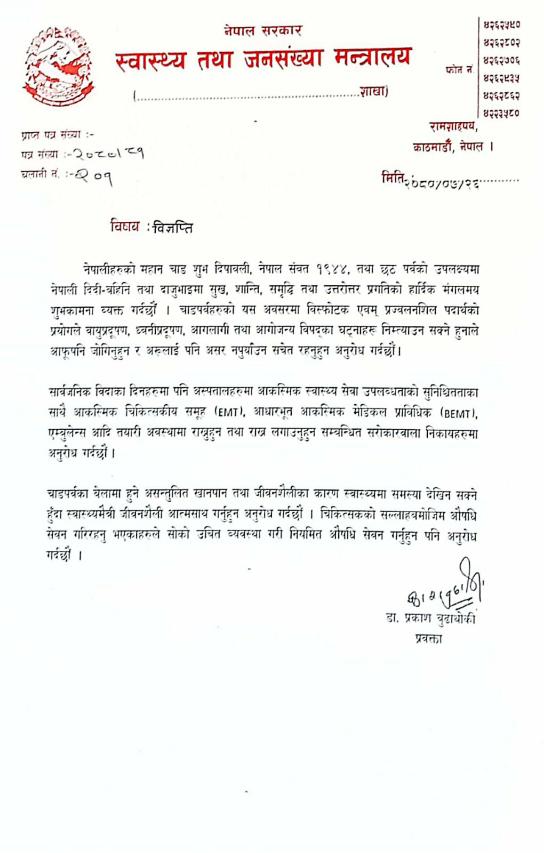 नेपाल सरकार
स्वास्थ्य तथा जनसंख्या मन्त्रालय
(............................................................शाखा)
फोन नं.
४२६२५९०
४२६२८०२
४२६२७०६
४२६२९३५
४२६२८६२
४२२३५८०
रामशाहपथ,
काठमाडौं, नेपाल ।
प्राप्त पत्र संख्या :-
पत्र संख्या :-२०८०/८१
चलानी नं. :-२०१
मिति.२०८०/०७/२६...........
विषय : विज्ञप्ति
नेपालीहरुको महान चाड शुभ दिपावली, नेपाल संवत १९४४, तथा छट पर्वको उपलक्ष्यमा
नेपाली दिदी-बहिनि तथा दाजुभाइमा सुख, शान्ति, समृद्धि तथा उत्तरोत्तर प्रगतिको हार्दिक मंगलमय
शुभकामना व्यक्त गर्दछौं । चाडपर्वहरुको यस अवसरमा विस्फोटक एवम् प्रज्वलनशिल पदार्थको
प्रयोगले वायुप्रदूषण, ध्वनीप्रदूषण, आगलागी तथा आगोजन्य विपद्का घटनाहरू निम्त्याउन सक्ने हुनाले
आफूपनि जोगिनुहुन र अरूलाई पनि असर नपुर्याउन सचेत रहनुहुन अनुरोध गर्दछौं।
सार्वजनिक विदाका दिनहरुमा पनि अस्पतालहरुमा आकस्मिक स्वास्थ्य सेवा उपलब्धताको सुनिश्चितताका
साथै आकस्मिक चिकित्सकीय समूह (EMT), आधारभूत आकस्मिक मेडिकल प्राविधिक (BEMT),
एम्बुलेन्स आदि तयारी अवस्थामा राख्नुहुन तथा राख्न लगाउनुहुन सम्बन्धित सरोकारवाला निकायहरुमा
अनुरोध गर्दछौं ।
चाडपर्वका बेलामा हुने असन्तुलित खानपान तथा जीवनशैलीका कारण स्वास्थ्यमा समस्या देखिन सक्ने
हुँदा स्वास्थ्यमैत्री जीवनशैली आत्मसाथ गर्नुहुन अनुरोध गर्दछौं । चिकित्सकको सल्लाहबमोजिम औषधि
सेवन गरिरहनु भएकाहरुले सोको उचित व्यवस्था गरी नियमित औषधि सेवन गर्नुहुन पनि अनुरोध
गर्दछौं ।
डा. प्रकाश बुढाथोकी
प्रवक्ता